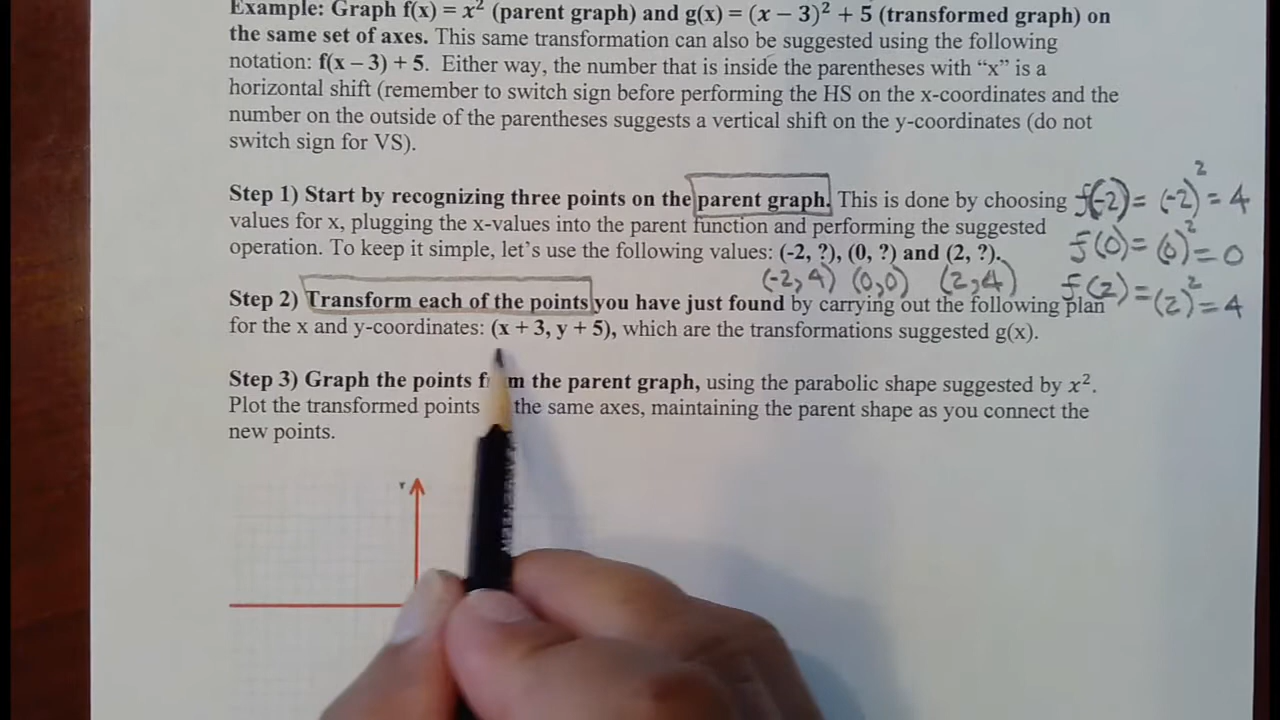 Example: Graph f(x) = x² (parent graph) and g(x) = (x – 3)² + 5 (transformed graph) on
the same set of axes. This same transformation can also be suggested using the following
notation: f(x – 3) + 5. Either way, the number that is inside the parentheses with “x” is a
horizontal shift (remember to switch sign before performing the HS on the x-coordinates and the
number on the outside of the parentheses suggests a vertical shift on the y-coordinates (do not
switch sign for VS).
Step 1) Start by recognizing three points on the parent graph. This is done by choosing
values for x, plugging the x-values into the parent function and performing the suggested
operation. To keep it simple, let’s use the following values: (-2, ?), (0, ?) and (2, ?).
f(-2) = (-2)² = 4
f(0) = (0)² = 0
f(2) = (2)² = 4
(-2,4) (0,0) (2,4)
Step 2) Transform each of the points you have just found by carrying out the following plan
for the x and y-coordinates: (x + 3, y + 5), which are the transformations suggested g(x).
Step 3) Graph the points f m the parent graph, using the parabolic shape suggested by x².
Plot the transformed points the same axes, maintaining the parent shape as you connect the
new points.
Y